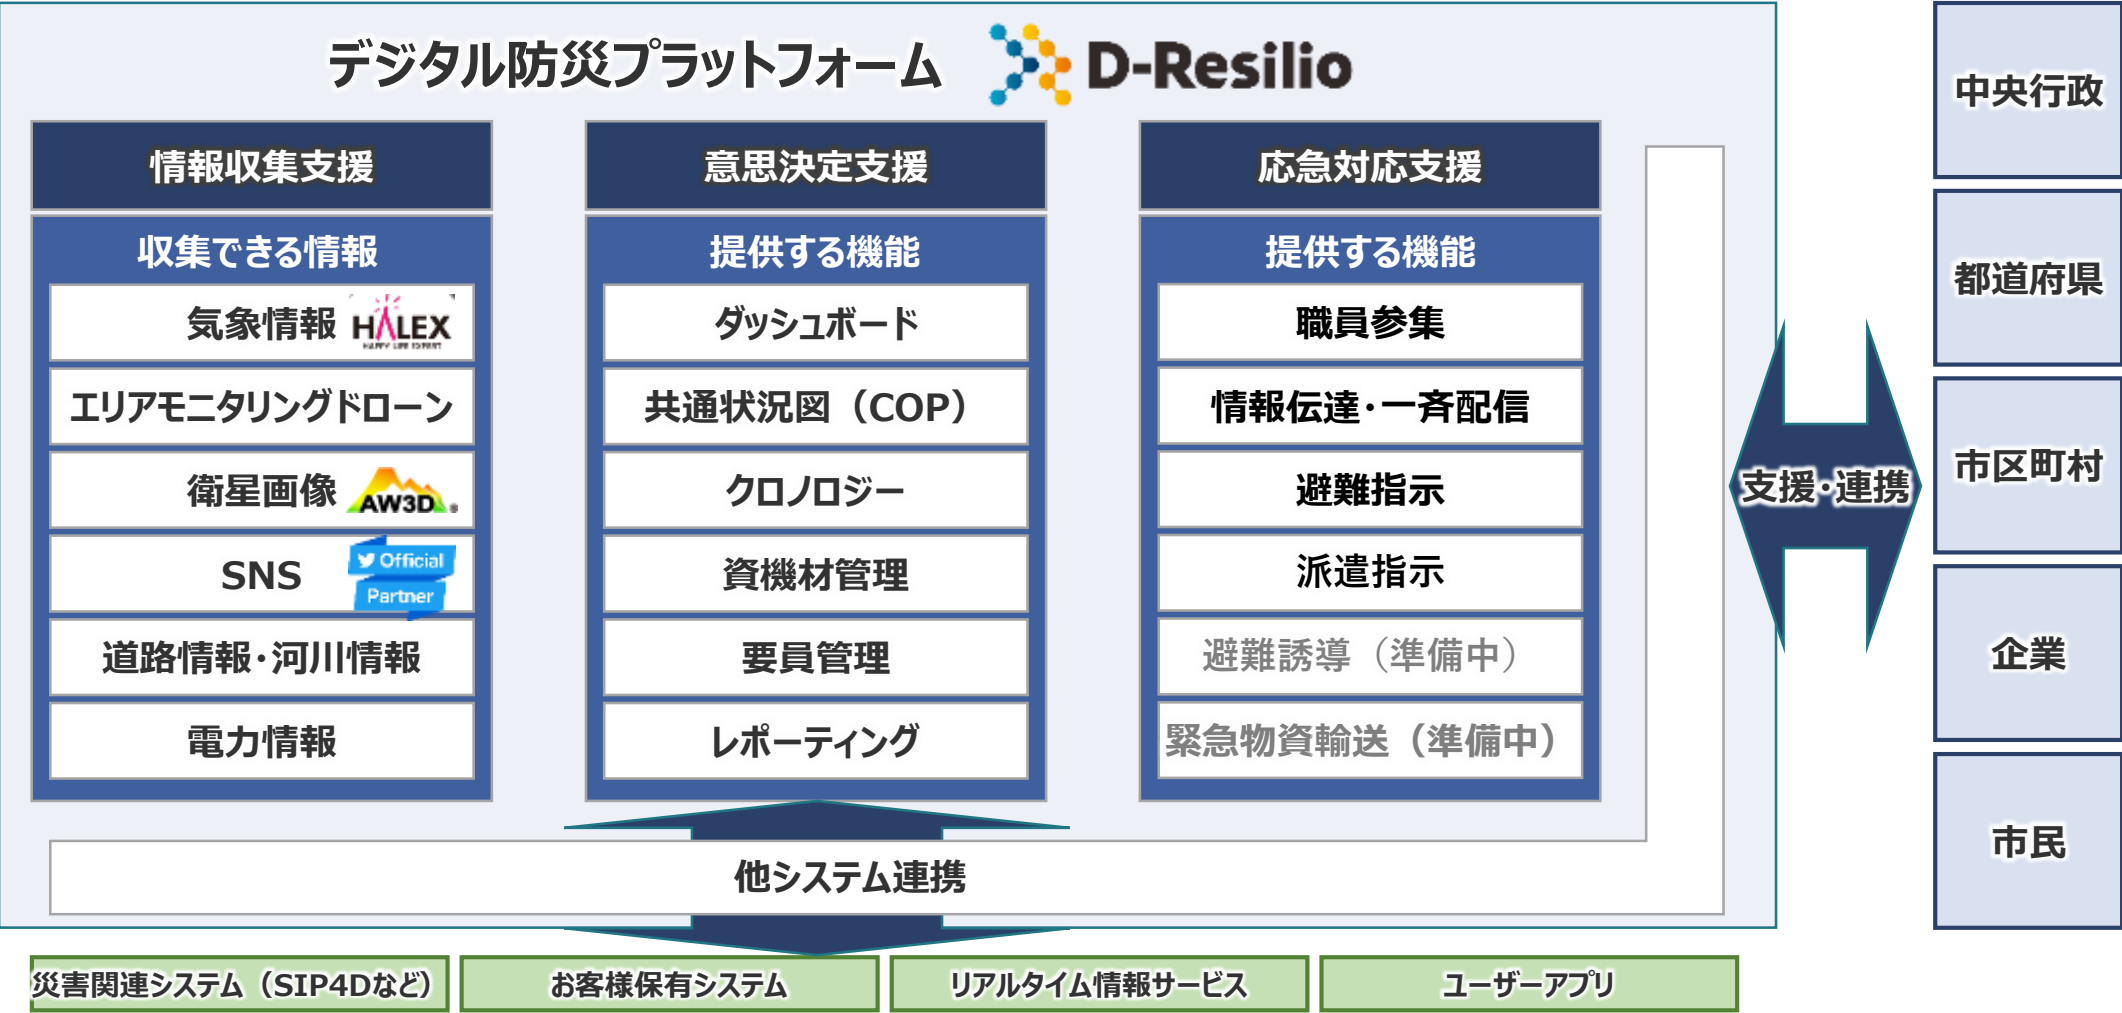 デジタル防災プラットフォーム D-Resilio
情報収集支援
収集できる情報
気象情報 HALEX
HAPPY LIFE EXPERT
エリアモニタリングドローン
衛星画像 AW3D®
SNS Official
Partner
道路情報・河川情報
電力情報
意思決定支援
提供する機能
ダッシュボード
共通状況図（COP）
クロノロジー
資機材管理
要員管理
レポーティング
応急対応支援
提供する機能
職員参集
情報伝達・一斉配信
避難指示
派遣指示
避難誘導（準備中）
緊急物資輸送（準備中）
他システム連携
支援・連携
中央行政
都道府県
市区町村
企業
市民
災害関連システム（SIP4Dなど）
お客様保有システム
リアルタイム情報サービス
ユーザーアプリ